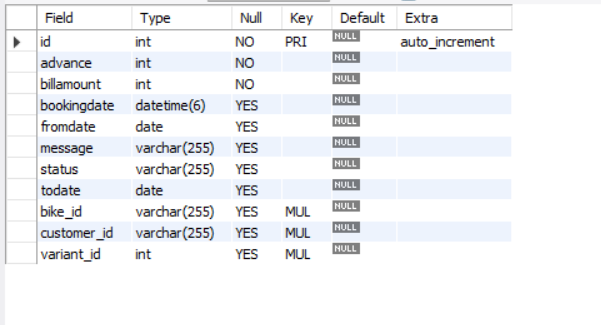 Field Type Null Key Default Extra
id int NO PRI NULL auto_increment
advance int NO NULL
billamount int NO NULL
bookingdate datetime(6) YES NULL
fromdate date YES NULL
message varchar(255) YES NULL
status varchar(255) YES NULL
todate date YES NULL
bike_id varchar(255) YES MUL NULL
customer_id varchar(255) YES MUL NULL
variant_id int YES MUL NULL